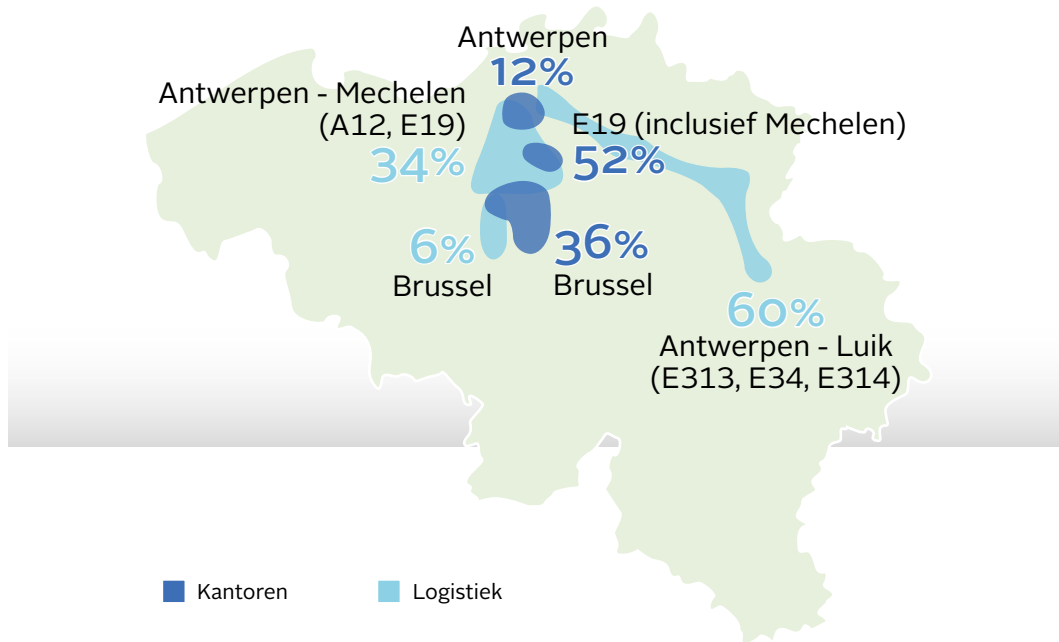 Antwerpen
12%
Antwerpen - Mechelen
(A12, E19)
34%
E19 (inclusief Mechelen)
52%
6%
Brussel
36%
Brussel
60%
Antwerpen - Luik
(E313, E34, E314)
Kantoren
Logistiek